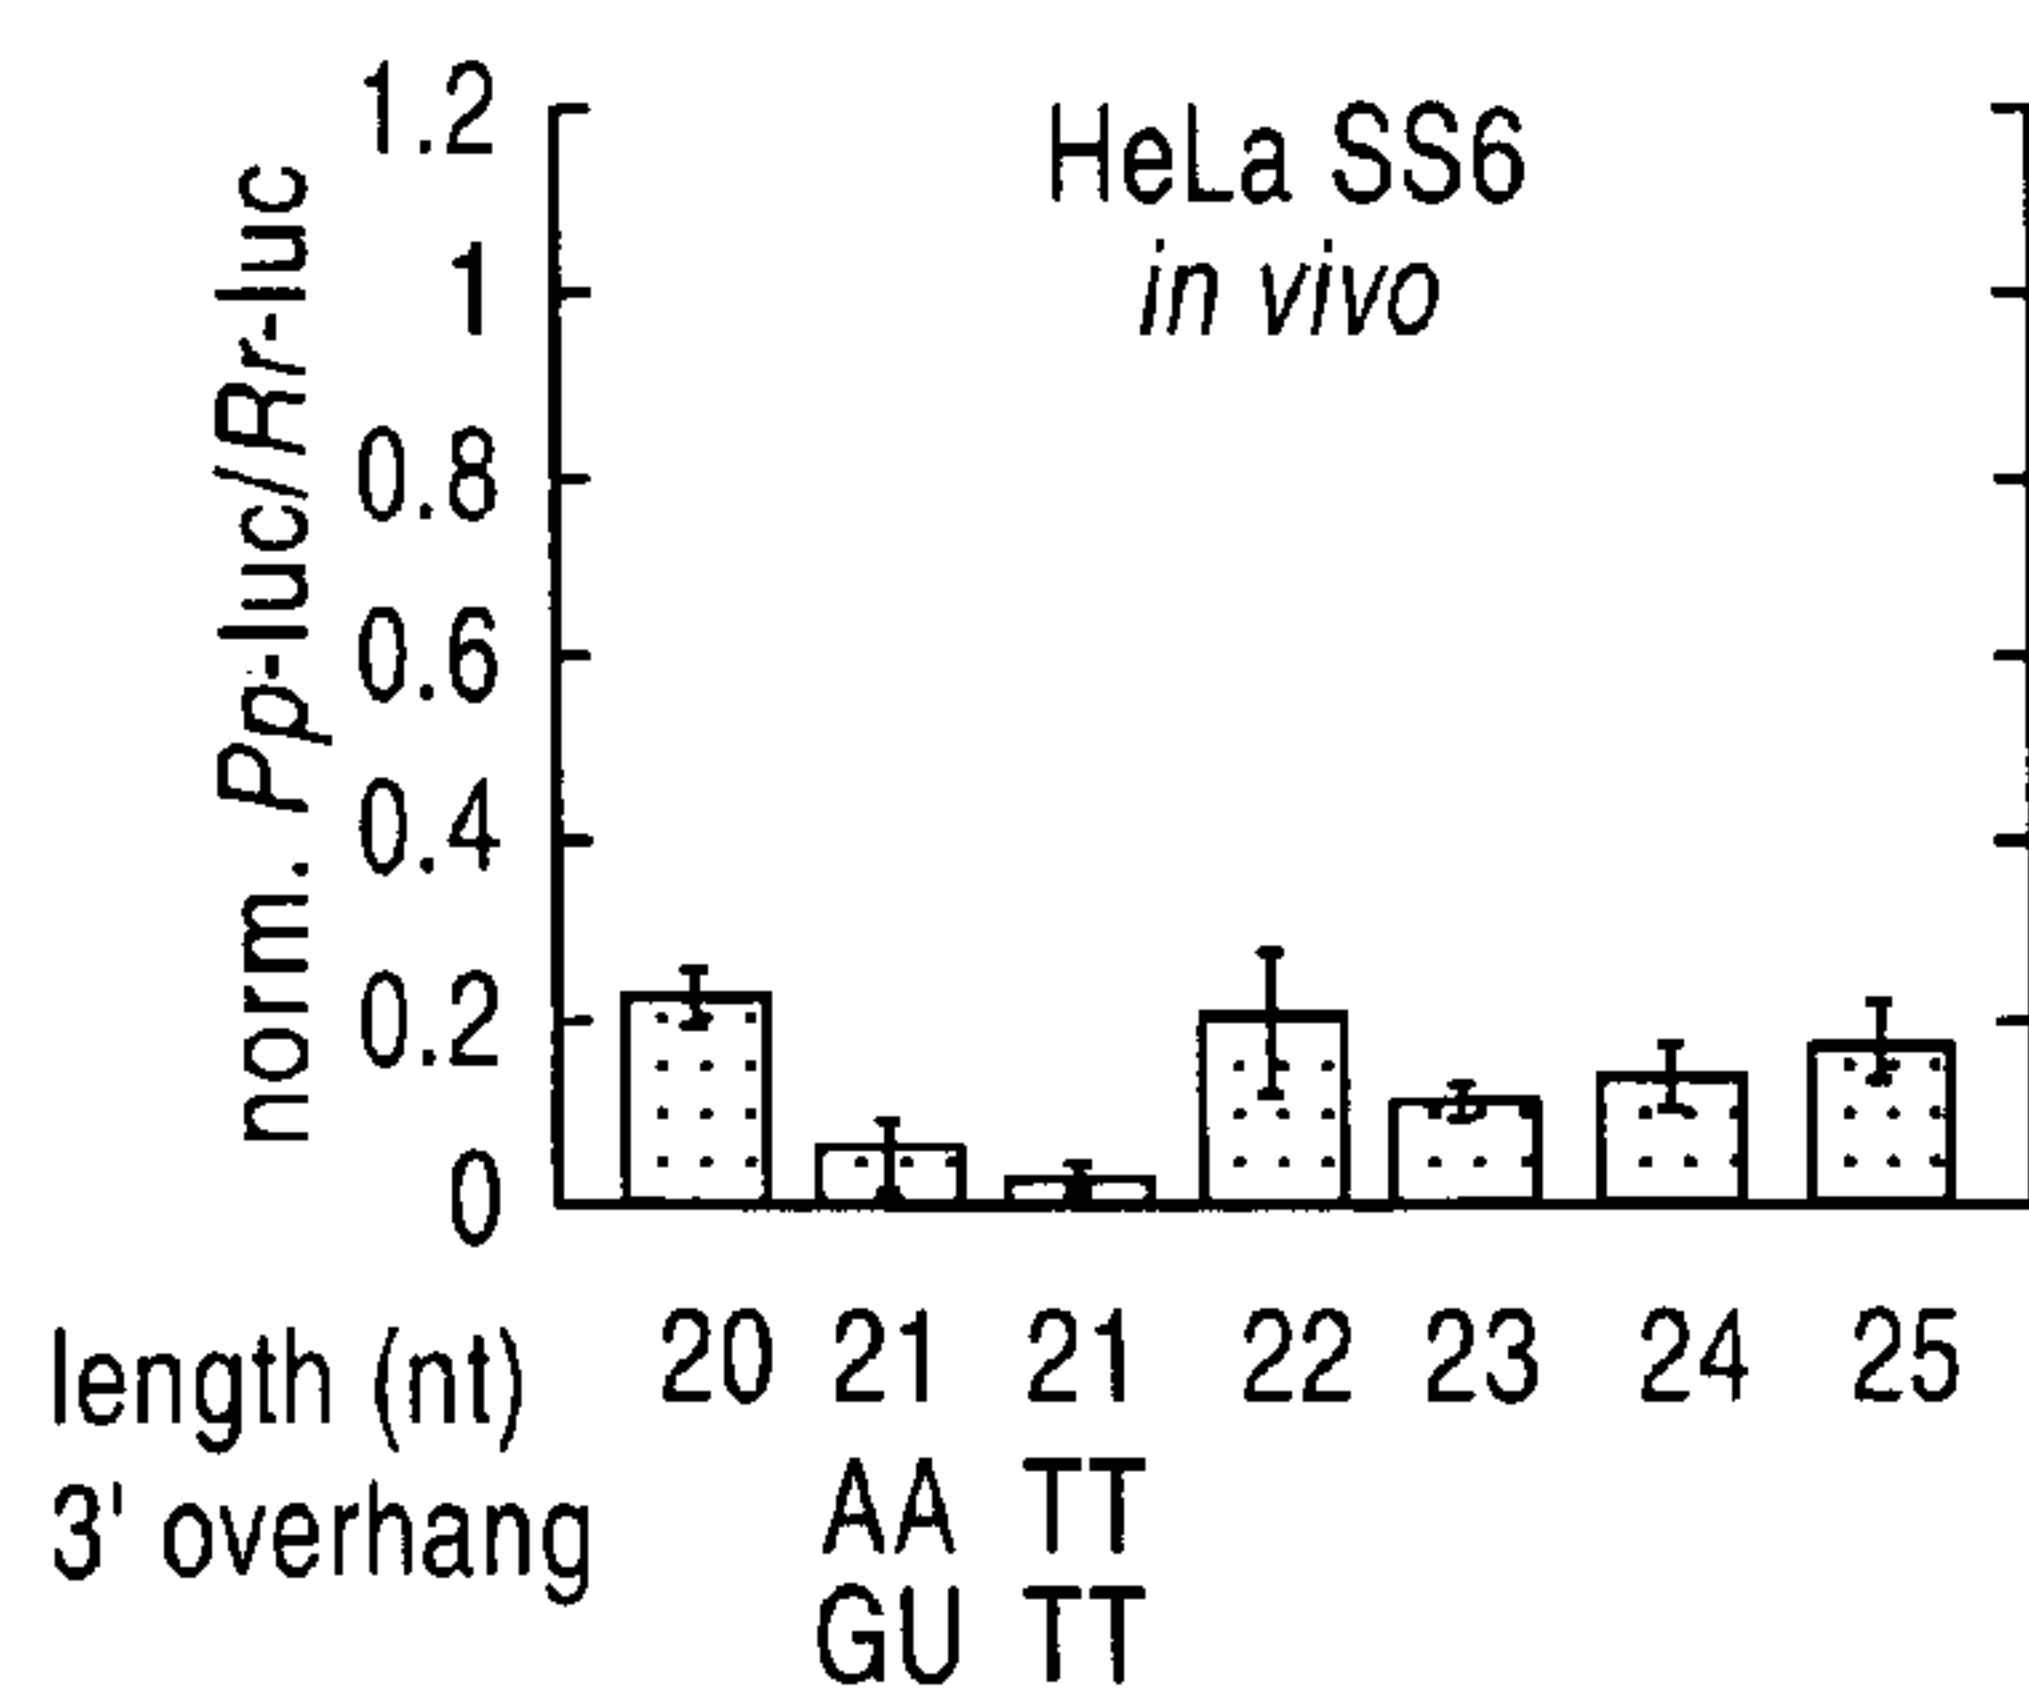 norm. Pp-luc/Rr-luc
1.2
1
0.8
0.6
0.4
0.2
0
HeLa SS6
in vivo
length (nt) 20 21 21 22 23 24 25
3' overhang AA TT
GU TT